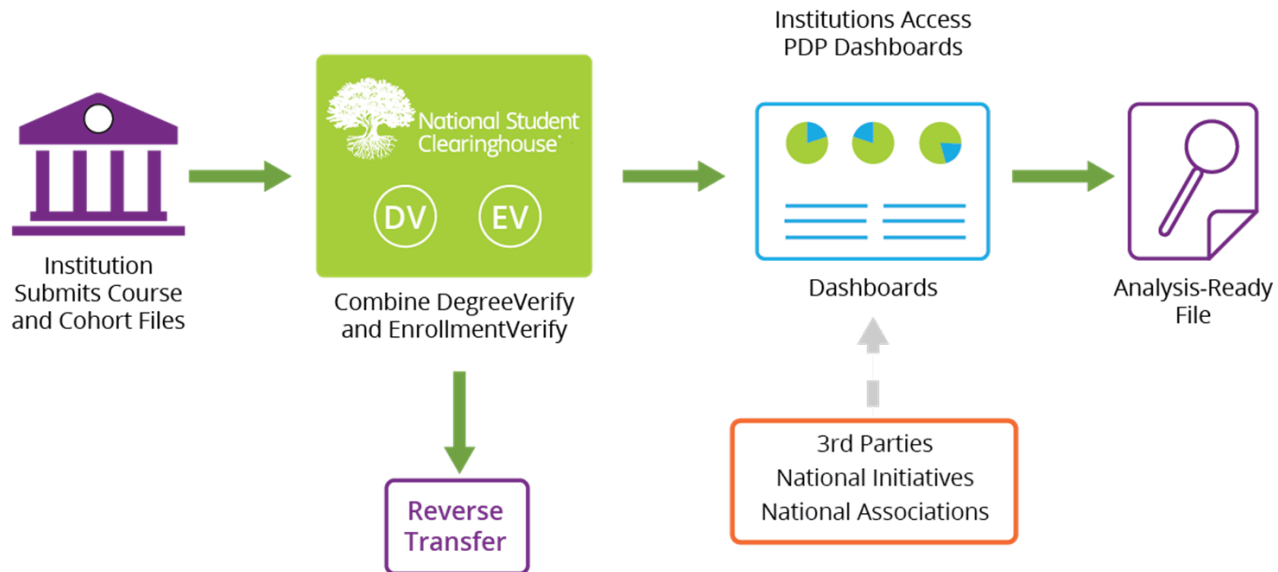 Institutions Access
PDP Dashboards
National Student
Clearinghouse®
DV
EV
Institution
Submits Course
and Cohort Files
Combine DegreeVerify
and EnrollmentVerify
Dashboards
Analysis-Ready
File
Reverse
Transfer
3rd Parties
National Initiatives
National Associations